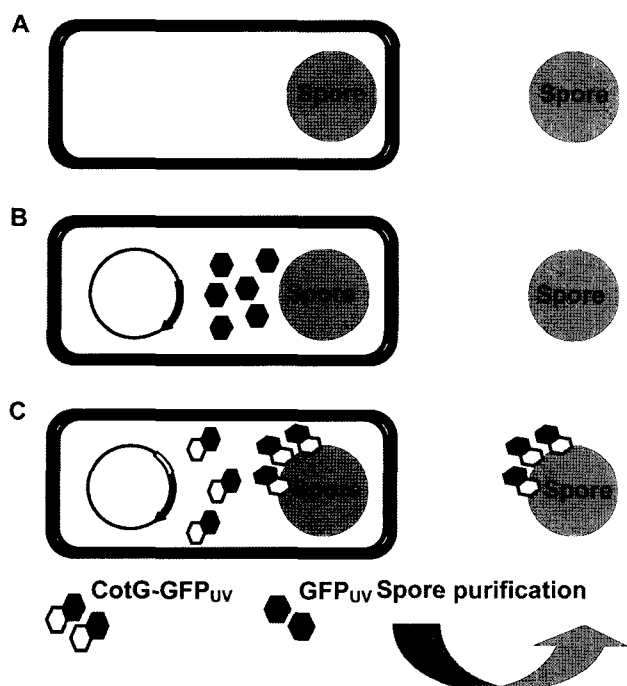 A
Spore
Spore
B
Spore
Spore
C
Spore
Spore
CotG-GFPUV
GFPUV
Spore purification